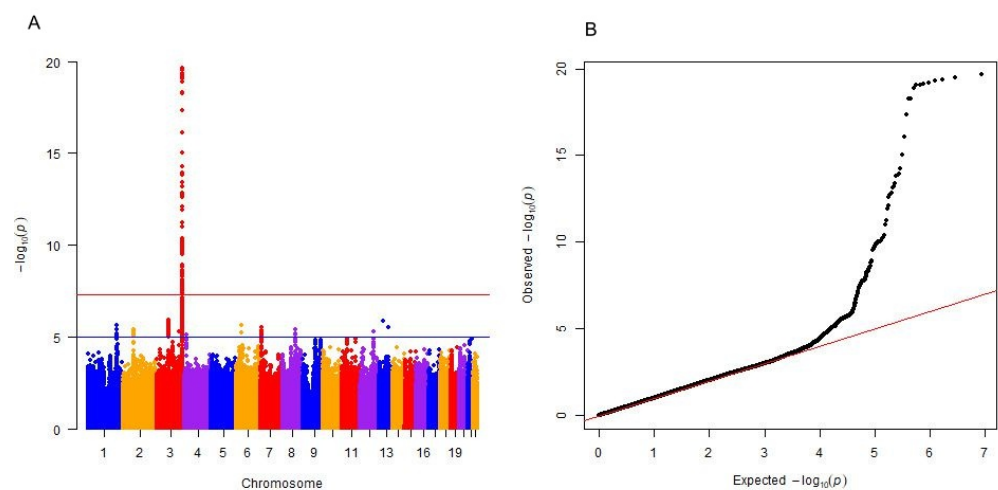 A
20
15
10
5
0
−log₁₀(p)
1 2 3 4 5 6 7 8 9 11 13 16 19
Chromosome
B
20
15
10
5
0
Observed −log₁₀(p)
0 1 2 3 4 5 6 7
Expected −log₁₀(p)